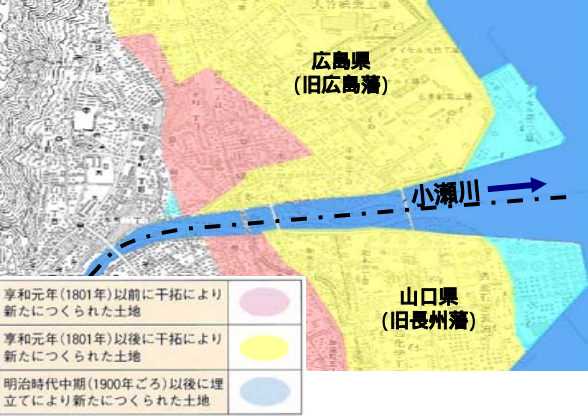 広島県
(旧広島藩)
小瀬川
山口県
(旧長州藩)
享和元年(1801年)以前に干拓により
新たにつくられた土地
享和元年(1801年)以後に干拓により
新たにつくられた土地
明治時代中期(1900年ごろ)以後に埋
立てにより新たにつくられた土地